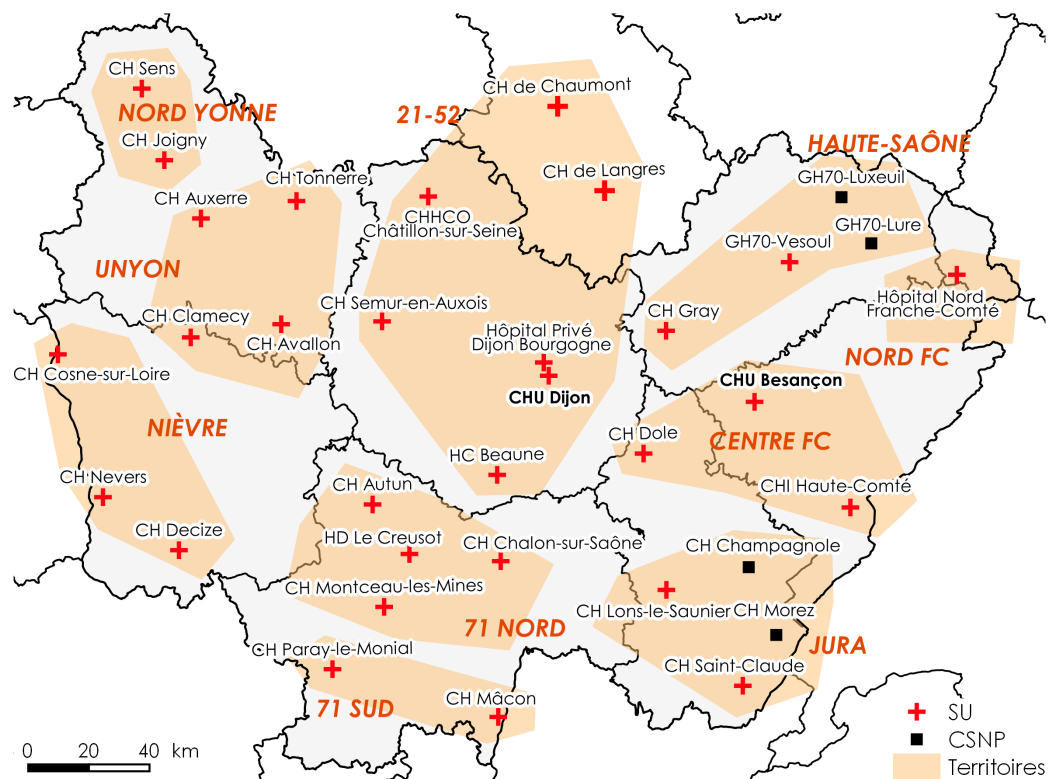 CH Sens
NORD YONNE
CH Joigny
21-52
CH de Chaumont
HAUTE-SAÔNE
CH de Langres
GH70-Luxeuil
CH Tonnerre
CH Auxerre
CHHCO
Châtillon-sur-Seine
GH70-Lure
GH70-Vesoul
UNYON
CH Semur-en-Auxois
Hôpital Nord
Franche-Comté
CH Clamecy
CH Avallon
CH Gray
Hôpital Privé
Dijon Bourgogne
CHU Dijon
NORD FC
CH Cosne-sur-Loire
CHU Besançon
NIÈVRE
CH Dole
CENTRE FC
HC Beaune
CH Nevers
CH Autun
CHI Haute-Comté
CH Decize
HD Le Creusot
CH Chalon-sur-Saône
CH Champagnole
CH Montceau-les-Mines
CH Lons-le-Saunier
CH Morez
71 NORD
JURA
CH Paray-le-Monial
CH Saint-Claude
CH Mâcon
71 SUD
SU
CSNP
Territoires
0 20 40 km